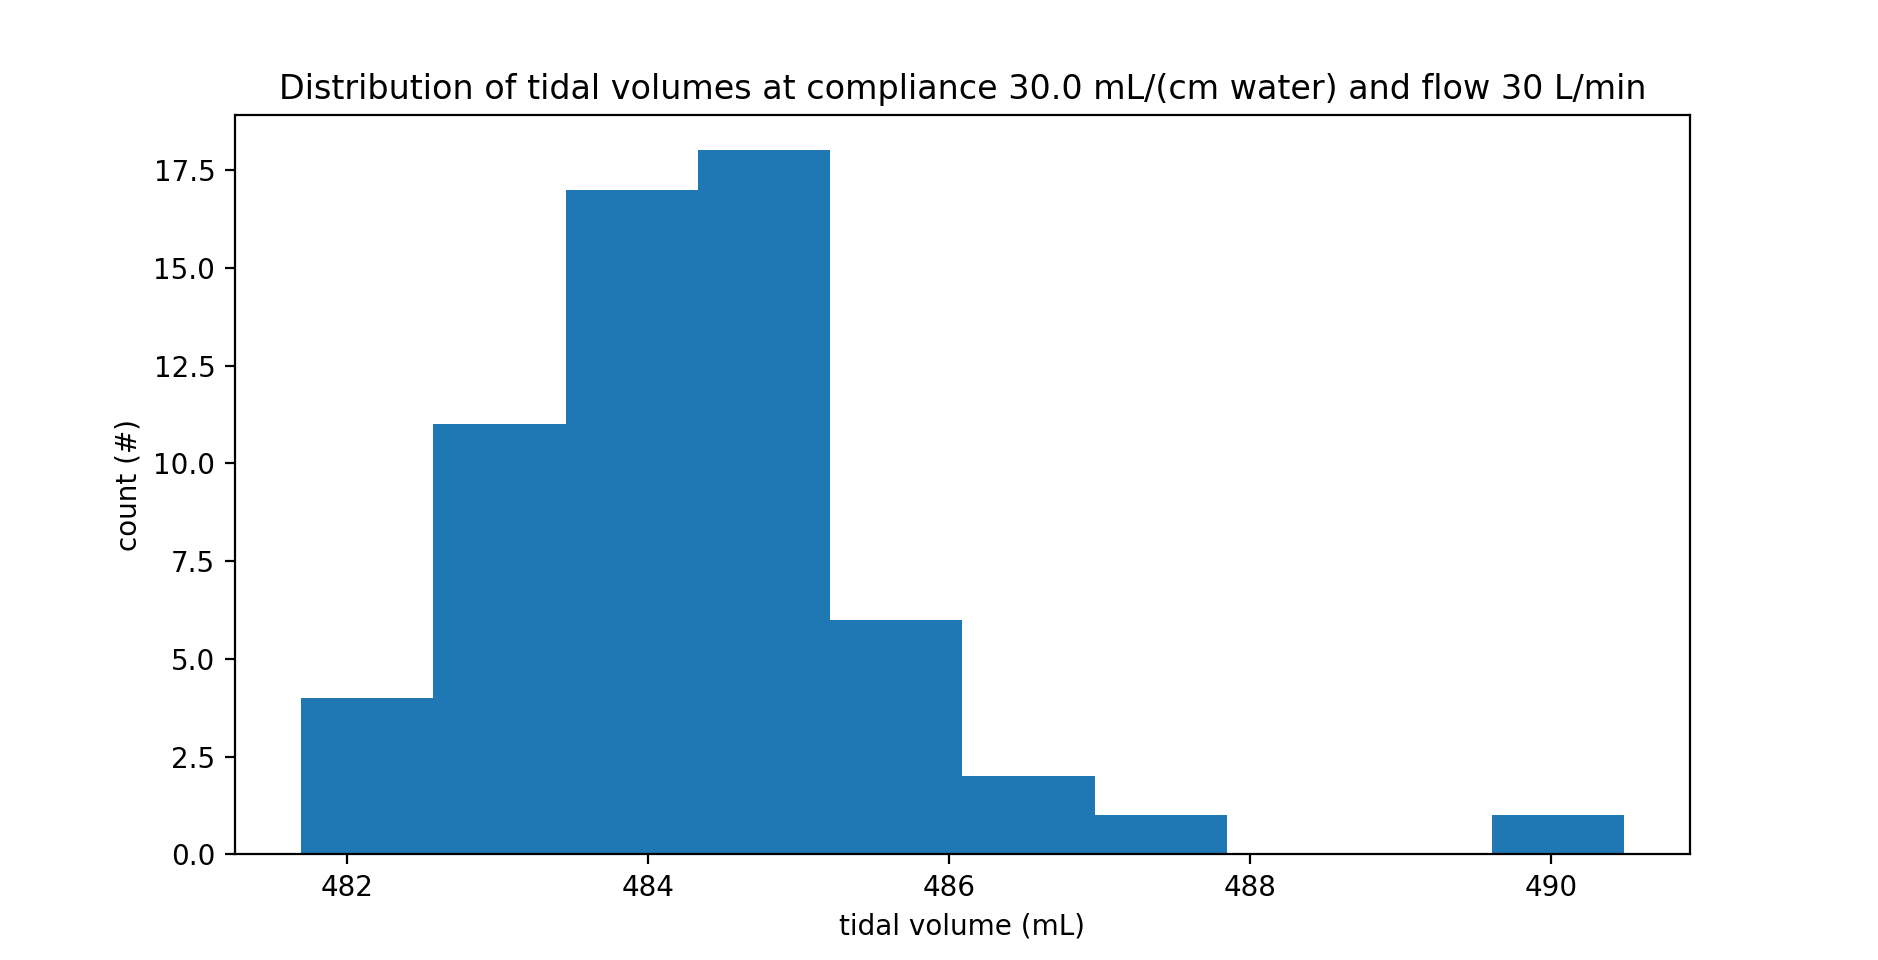 Distribution of tidal volumes at compliance 30.0 mL/(cm water) and flow 30 L/min
17.5
15.0
12.5
10.0
7.5
5.0
2.5
0.0
count (#)
482 484 486 488 490
tidal volume (mL)